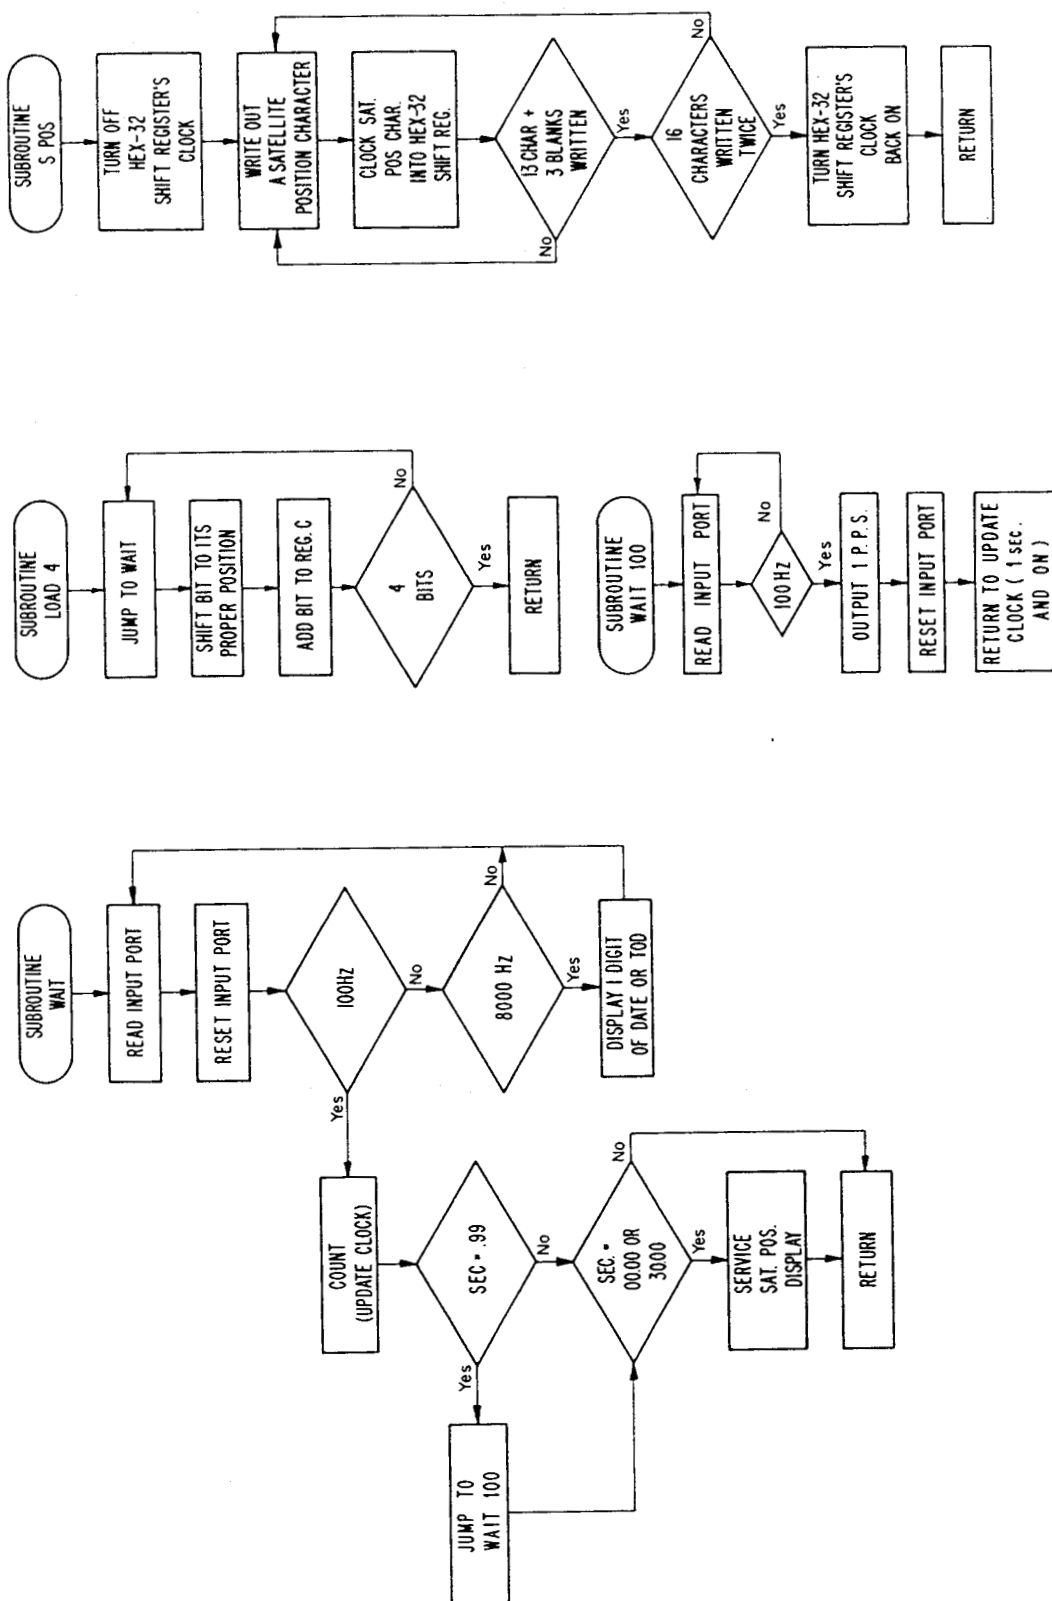 SUBROUTINE
WAIT
READ INPUT PORT
RESET INPUT PORT
100HZ
Yes
No
8000 HZ
No
Yes
DISPLAY 1 DIGIT
OF DATE OR TOD
COUNT
(UPDATE CLOCK)
SEC = .99
Yes
No
JUMP TO
WAIT 100
SEC. =
00.00 OR
30.00
No
Yes
SERVICE
SAT. POS.
DISPLAY
RETURN
SUBROUTINE
LOAD 4
JUMP TO WAIT
SHIFT BIT TO ITS
PROPER POSITION
ADD BIT TO REG. C
4
BITS
No
Yes
RETURN
SUBROUTINE
WAIT 100
READ INPUT PORT
100 Hz
No
Yes
OUTPUT 1 P. P. S.
RESET INPUT PORT
RETURN TO UPDATE
CLOCK ( 1 SEC.
AND ON )
SUBROUTINE
S POS
TURN OFF
HEX-32
SHIFT REGISTER'S
CLOCK
WRITE OUT
A SATELLITE
POSITION CHARACTER
CLOCK SAT.
POS CHAR.
INTO HEX-32
SHIFT REG.
13 CHAR +
3 BLANKS
WRITTEN
No
Yes
16
CHARACTERS
WRITTEN
TWICE
No
Yes
TURN HEX-32
SHIFT REGISTER'S
CLOCK
BACK ON
RETURN